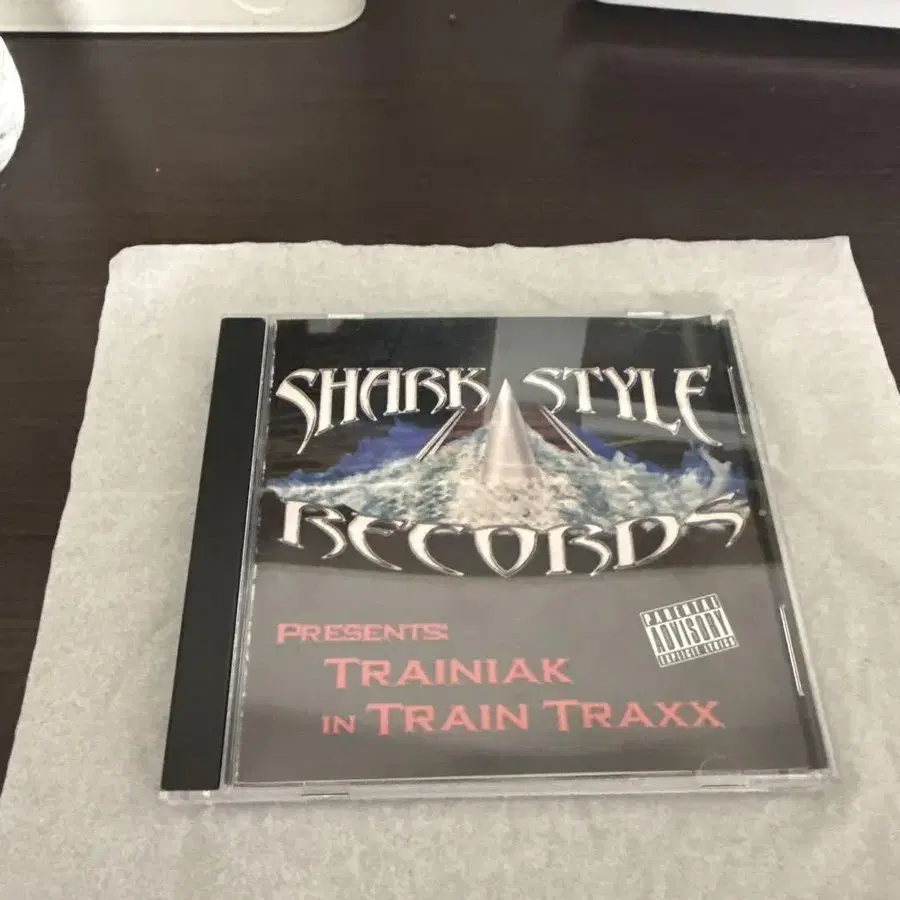 SHARK STYLE
RECORDS
PRESENTS:
TRAINIAK
IN TRAIN TRAXX
PARENTAL
ADVISORY
EXPLICIT LYRICS